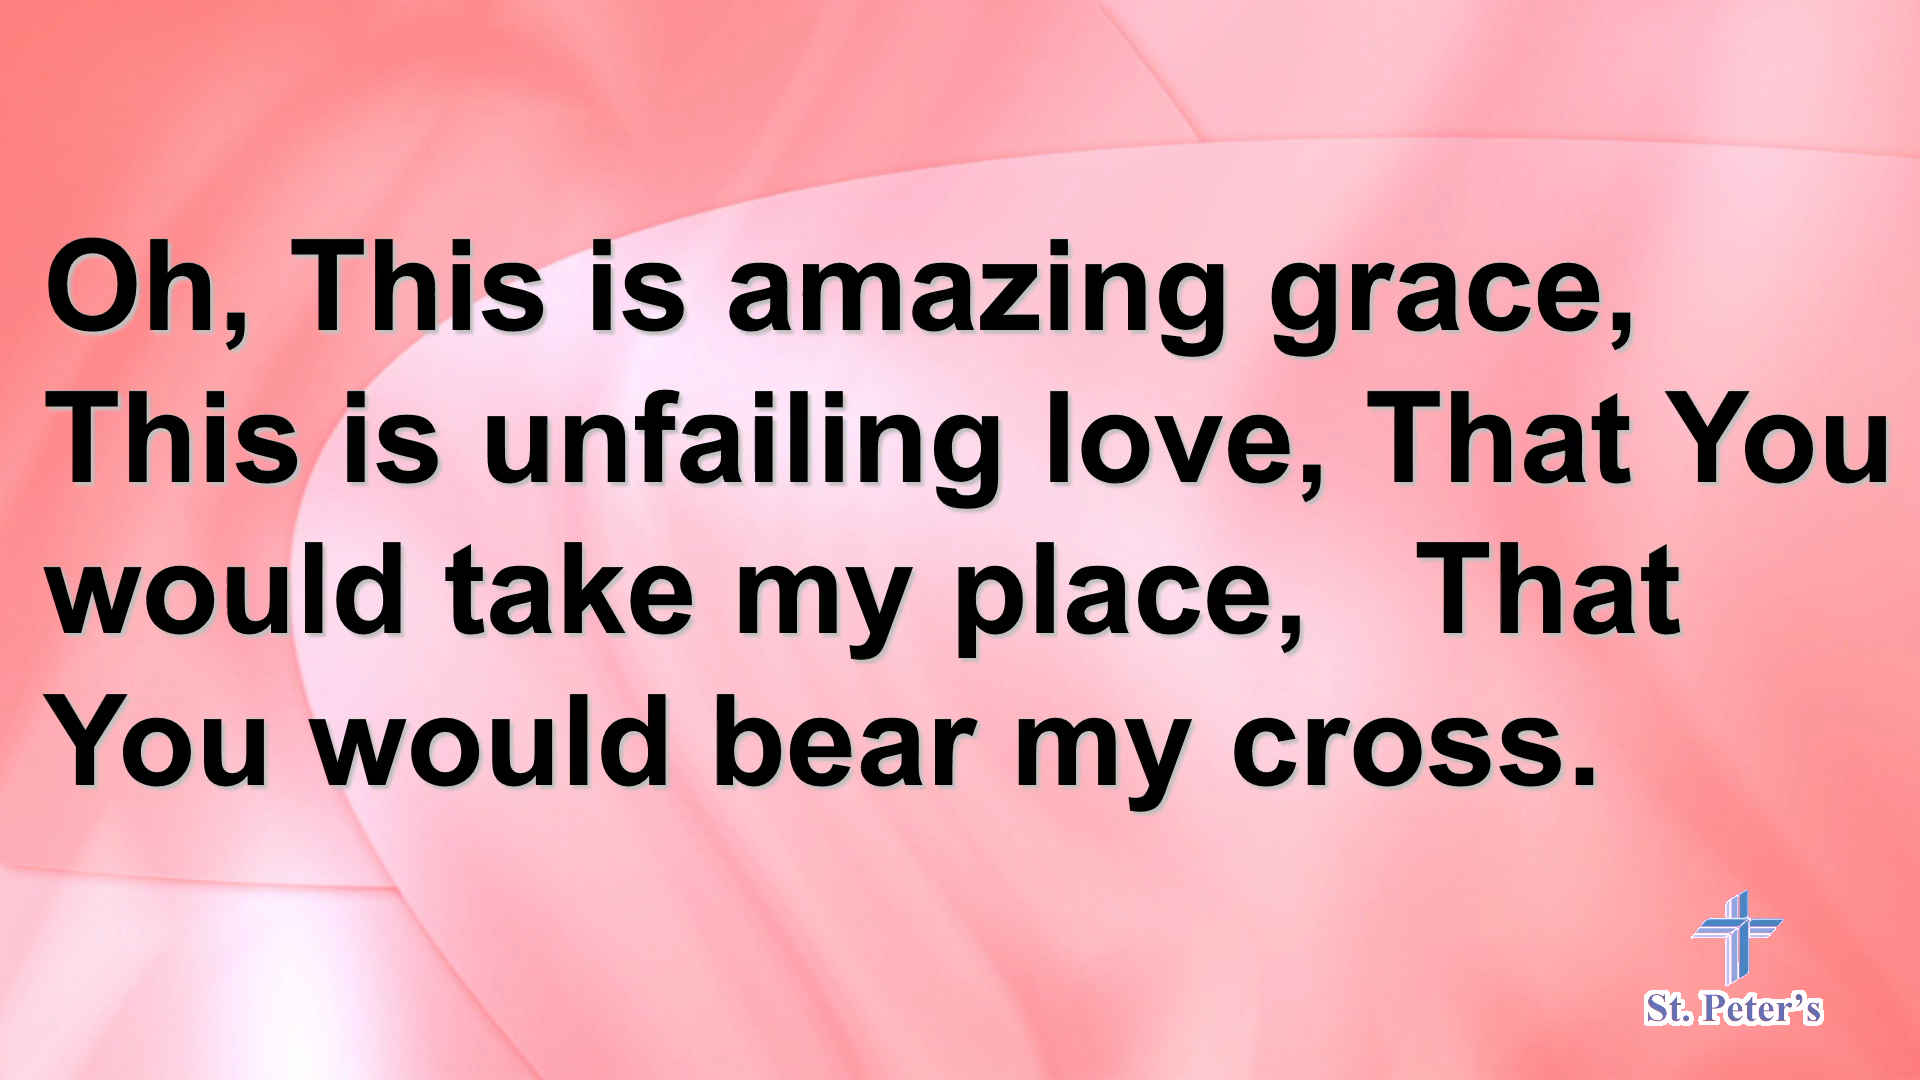 Oh, This is amazing grace,
This is unfailing love, That You
would take my place,   That
You would bear my cross.
St. Peter’s